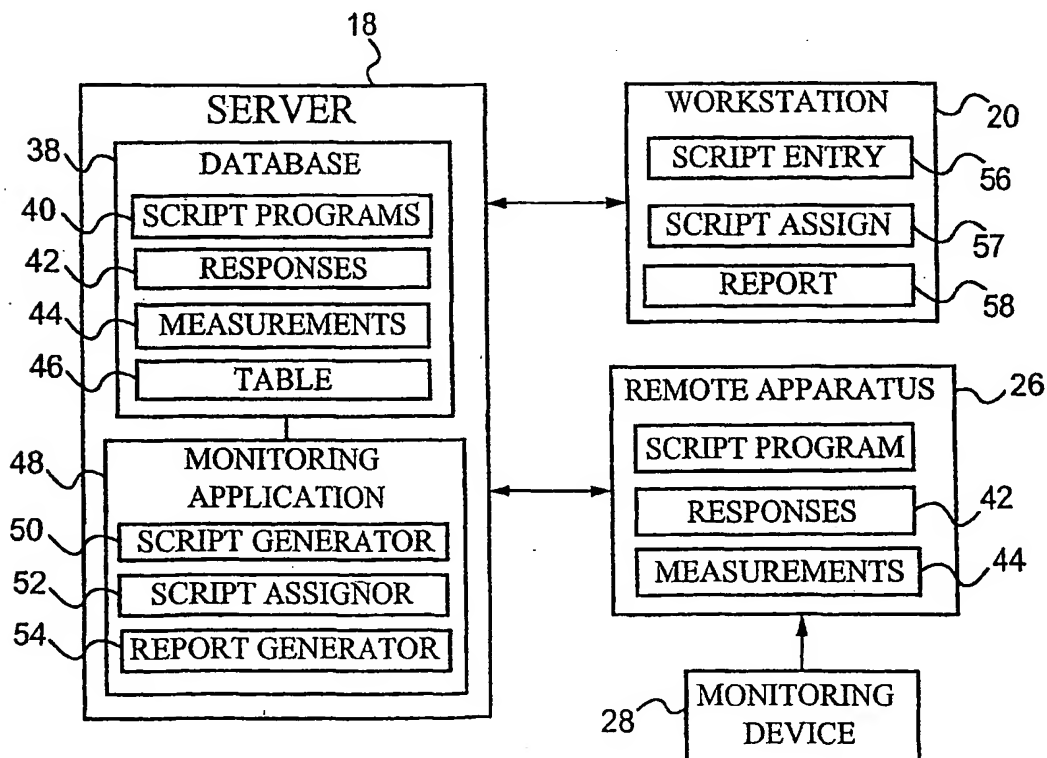 18
SERVER
38
DATABASE
40
SCRIPT PROGRAMS
42
RESPONSES
44
MEASUREMENTS
46
TABLE
48
MONITORING
APPLICATION
50
SCRIPT GENERATOR
52
SCRIPT ASSIGNOR
54
REPORT GENERATOR
WORKSTATION
20
SCRIPT ENTRY
56
SCRIPT ASSIGN
57
REPORT
58
REMOTE APPARATUS
26
SCRIPT PROGRAM
RESPONSES
42
MEASUREMENTS
44
28
MONITORING
DEVICE